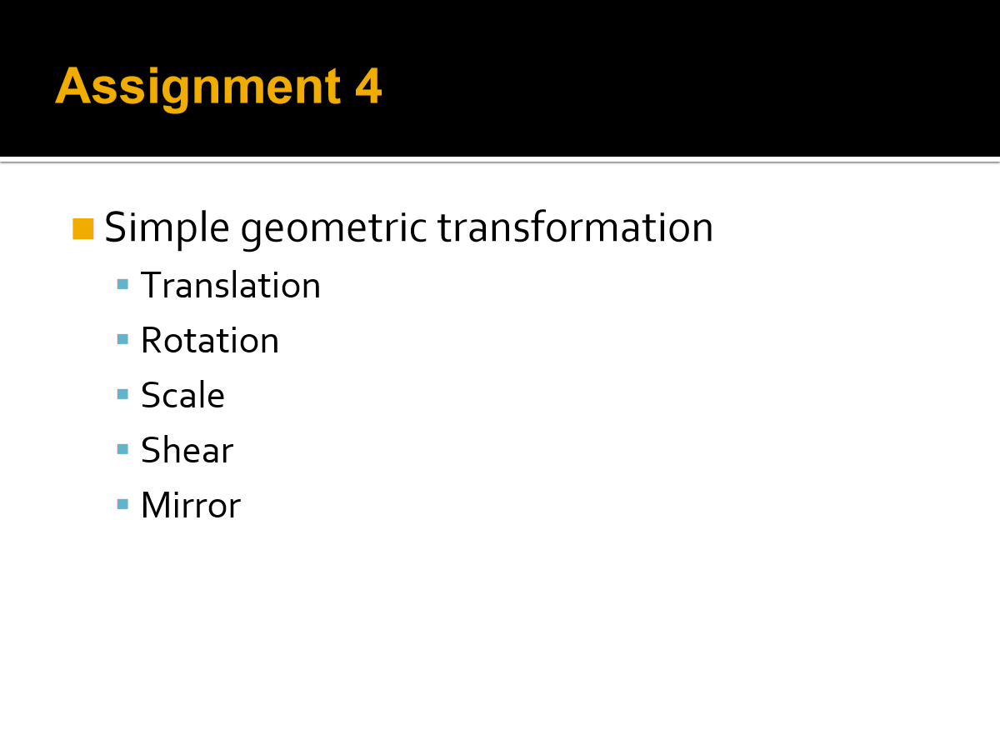 Assignment 4
Simple geometric transformation
Translation
Rotation
Scale
Shear
Mirror